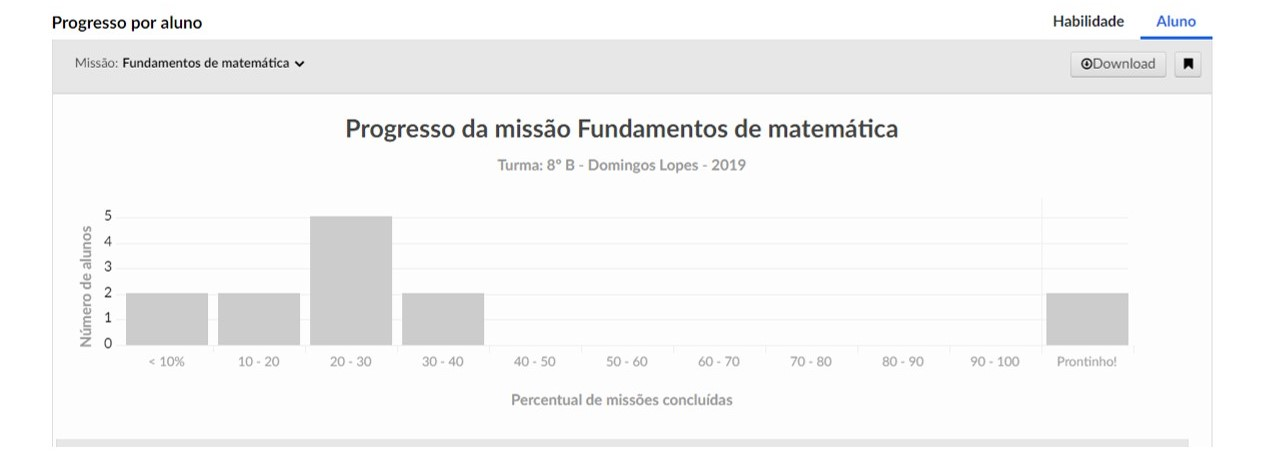 Progresso por aluno
Habilidade Aluno
Missão: Fundamentos de matemática
Download
Progresso da missão Fundamentos de matemática
Turma: 8º B - Domingos Lopes - 2019
Número de alunos
5
4
3
2
1
0
< 10% 10 - 20 20 - 30 30 - 40 40 - 50 50 - 60 60 - 70 70 - 80 80 - 90 90 - 100 Prontinho!
Percentual de missões concluídas